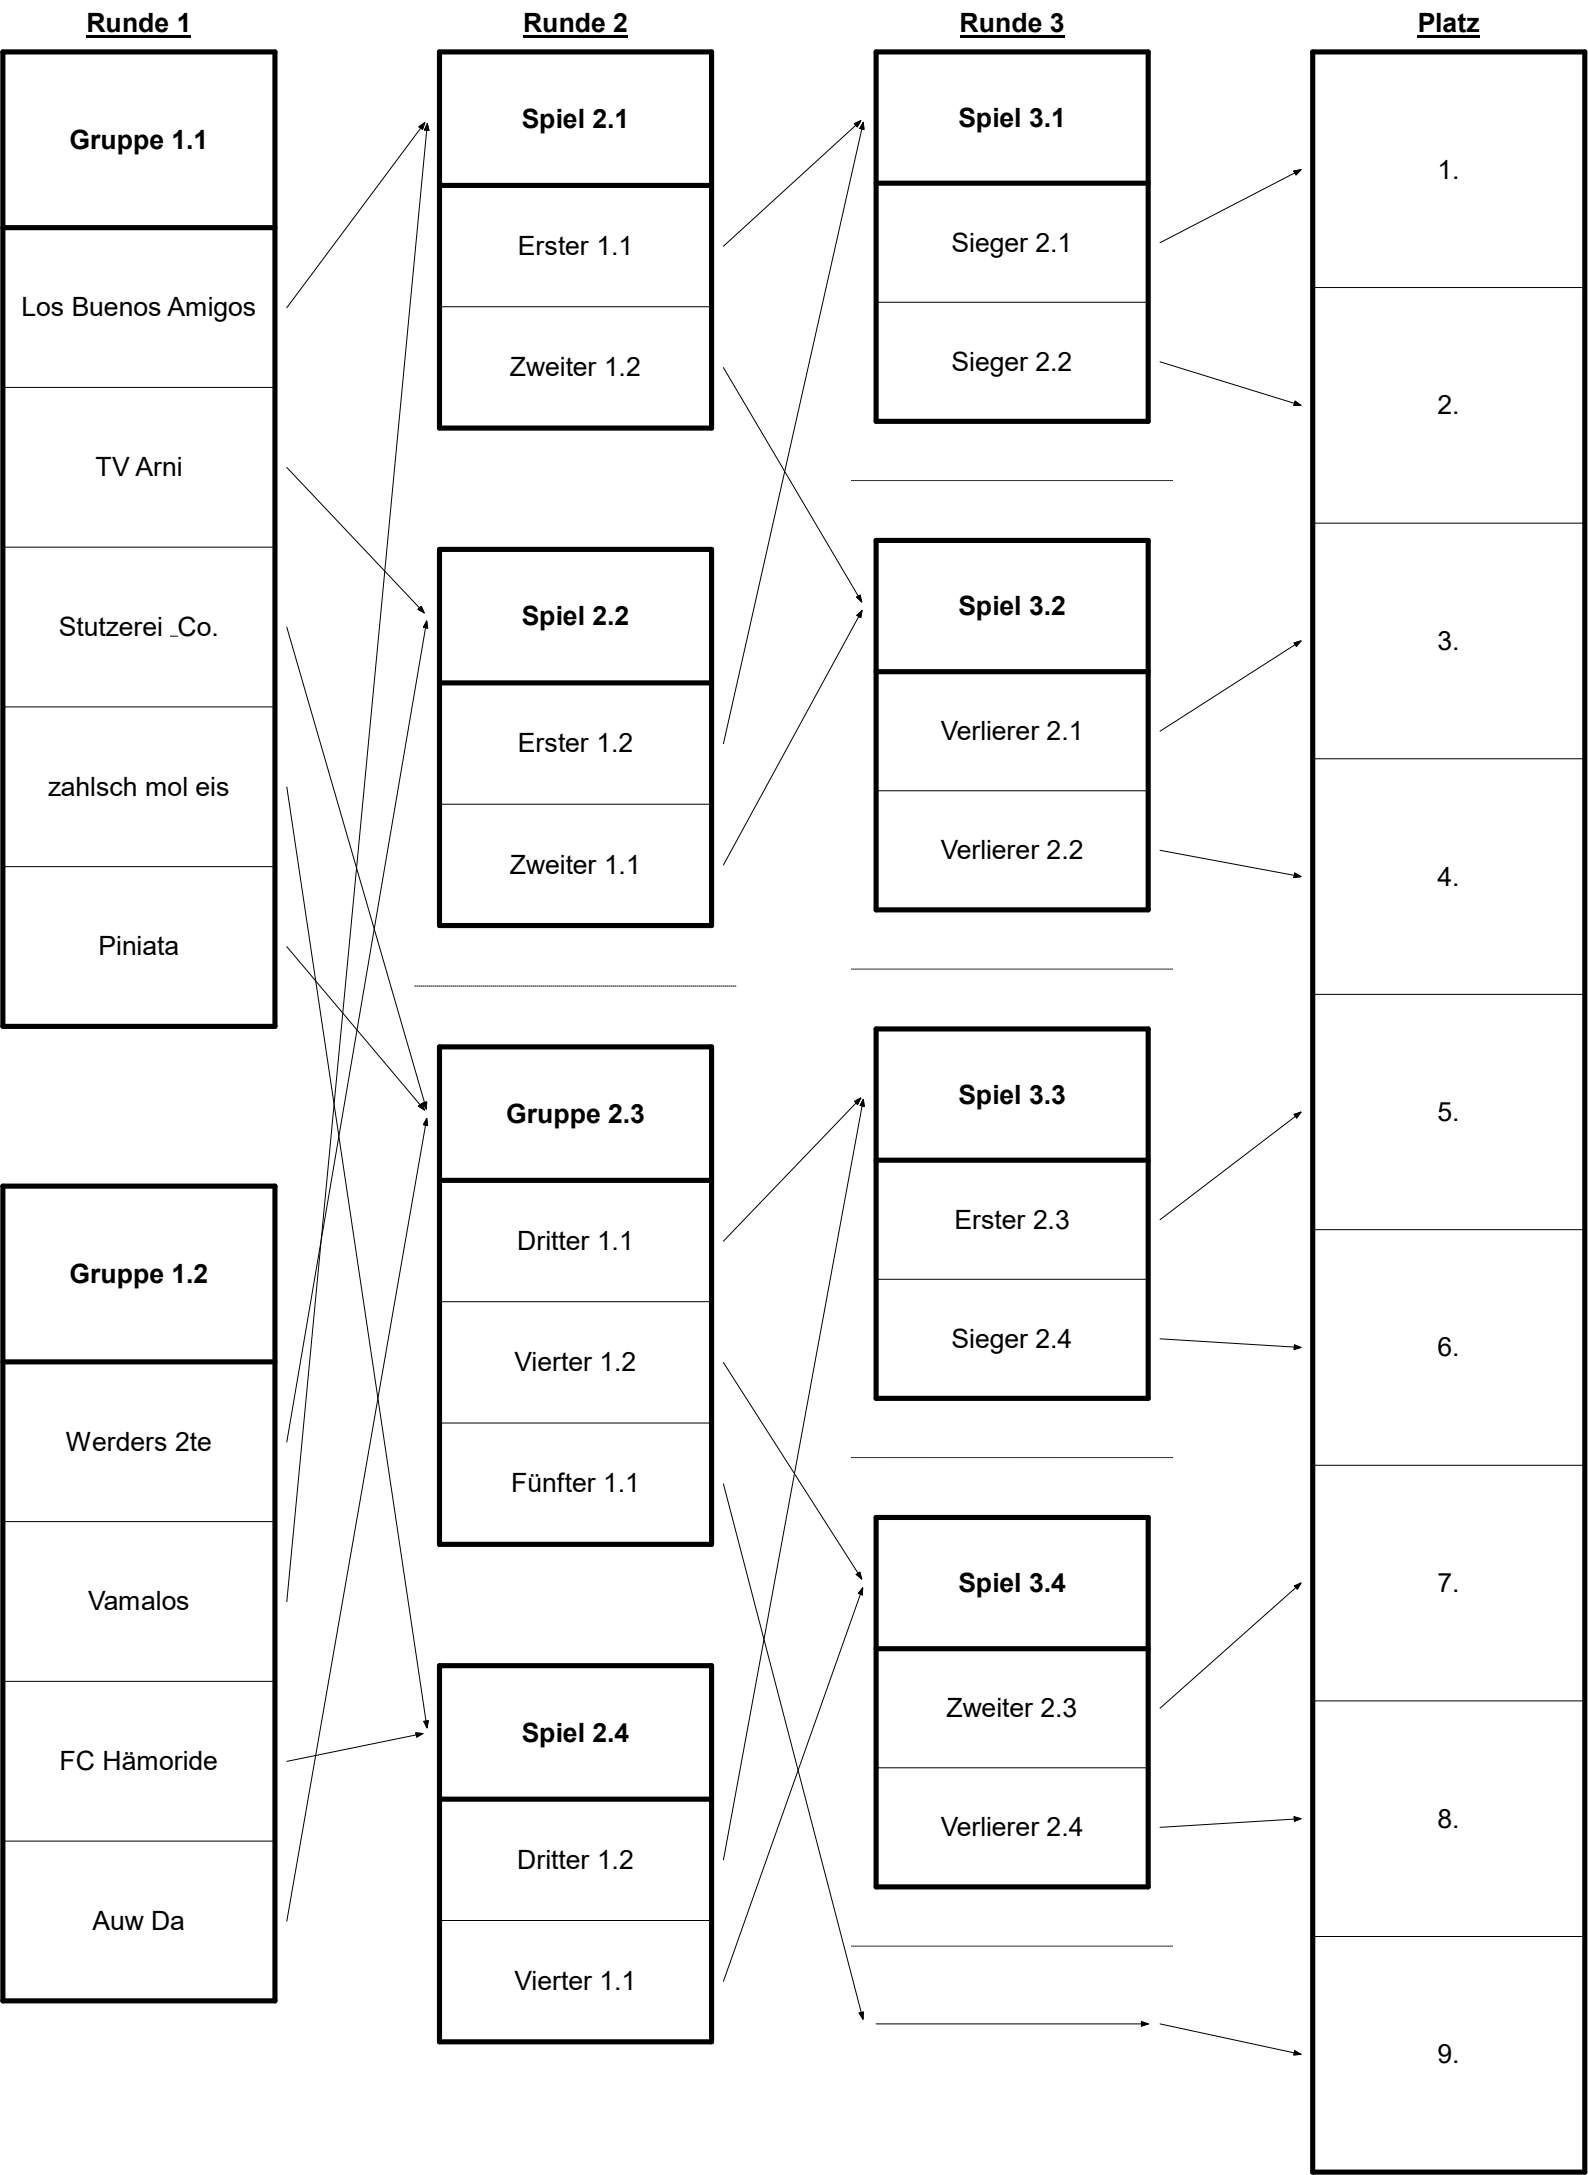 Runde 1
Runde 2
Runde 3
Platz
Gruppe 1.1
Los Buenos Amigos
TV Arni
Stutzerei _Co.
zahlsch mol eis
Piniata
Gruppe 1.2
Werders 2te
Vamalos
FC Hämoride
Auw Da
Spiel 2.1
Erster 1.1
Zweiter 1.2
Spiel 2.2
Erster 1.2
Zweiter 1.1
Gruppe 2.3
Dritter 1.1
Vierter 1.2
Fünfter 1.1
Spiel 2.4
Dritter 1.2
Vierter 1.1
Spiel 3.1
Sieger 2.1
Sieger 2.2
Spiel 3.2
Verlierer 2.1
Verlierer 2.2
Spiel 3.3
Erster 2.3
Sieger 2.4
Spiel 3.4
Zweiter 2.3
Verlierer 2.4
1.
2.
3.
4.
5.
6.
7.
8.
9.